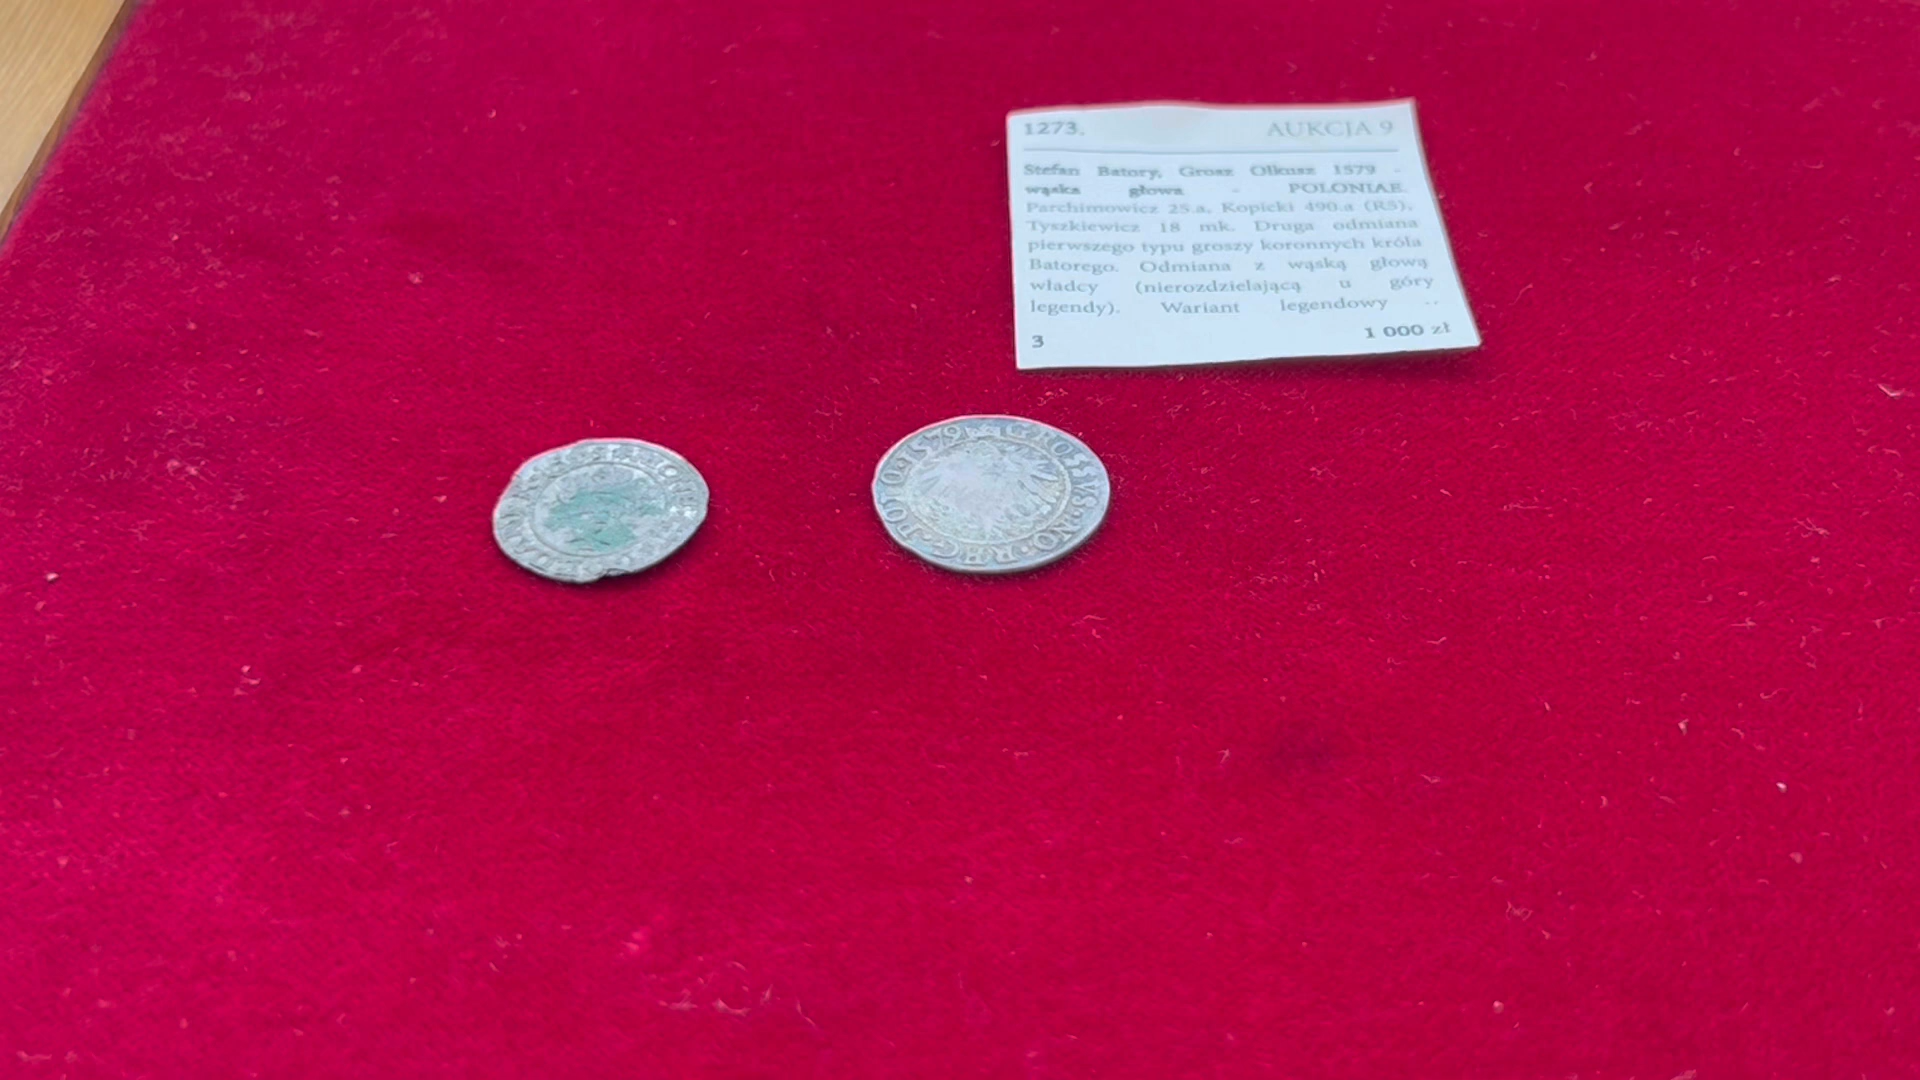 1273. AUKCJA 9
Stefan Batory, Grosz Olkusz 1579 -
wąska głowa - POLONIAE.
Parchimowicz 25.a, Kopicki 490.a (R5),
Tyszkiewicz 18 mk. Druga odmiana
pierwszego typu groszy koronnych króla
Batorego. Odmiana z wąską głową
władcy (nierozdzielającą u góry
legendy). Wariant legendowy ..
3 1 000 zł
1579 GROSSVS·NO·R